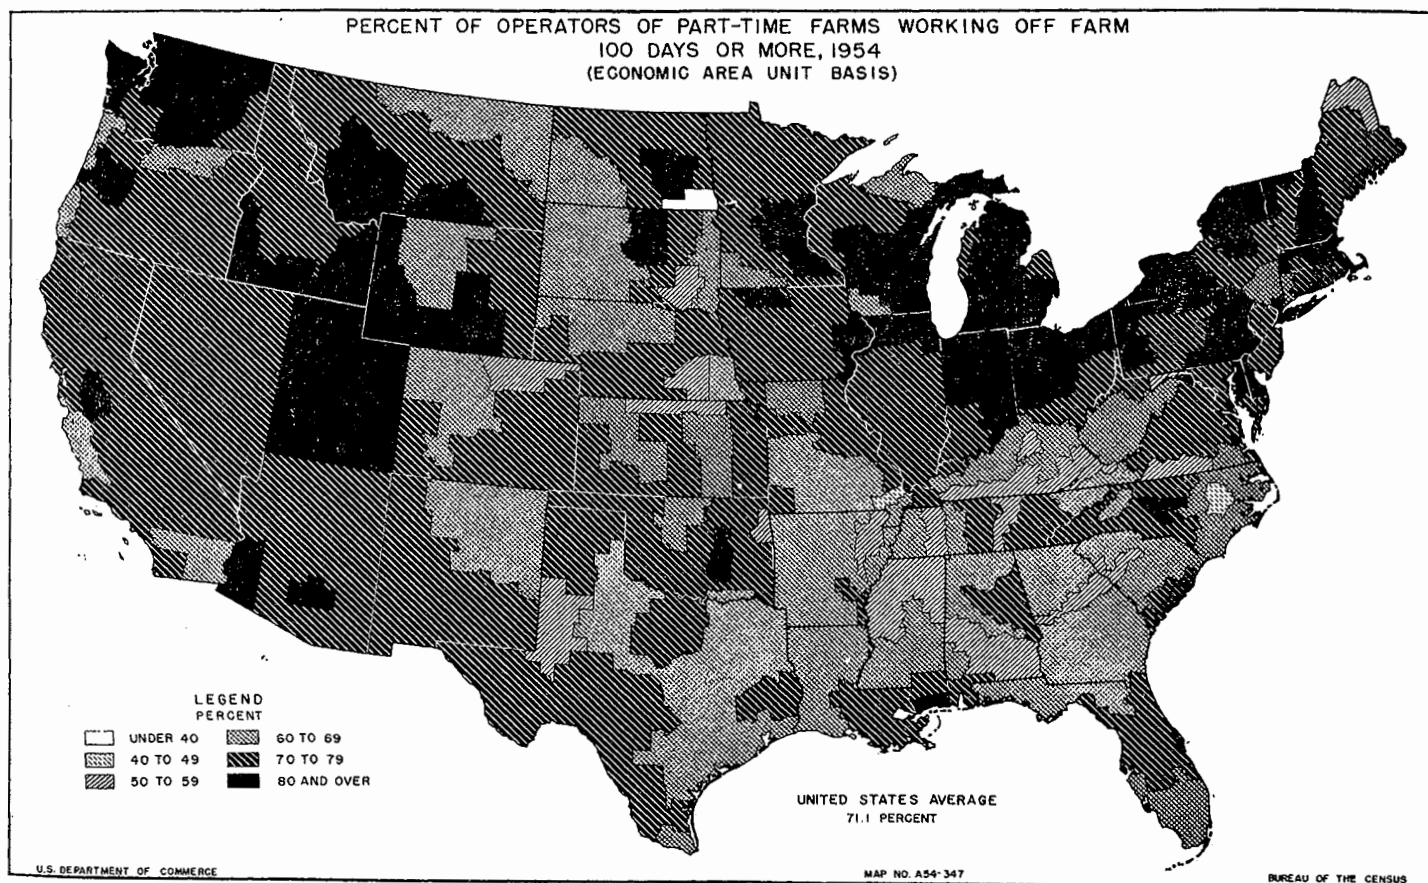 PERCENT OF OPERATORS OF PART-TIME FARMS WORKING OFF FARM
100 DAYS OR MORE, 1954
(ECONOMIC AREA UNIT BASIS)
LEGEND
PERCENT
UNDER 40
40 TO 49
50 TO 59
60 TO 69
70 TO 79
80 AND OVER
UNITED STATES AVERAGE
71.1 PERCENT
U.S. DEPARTMENT OF COMMERCE
MAP NO. A54-347
BUREAU OF THE CENSUS